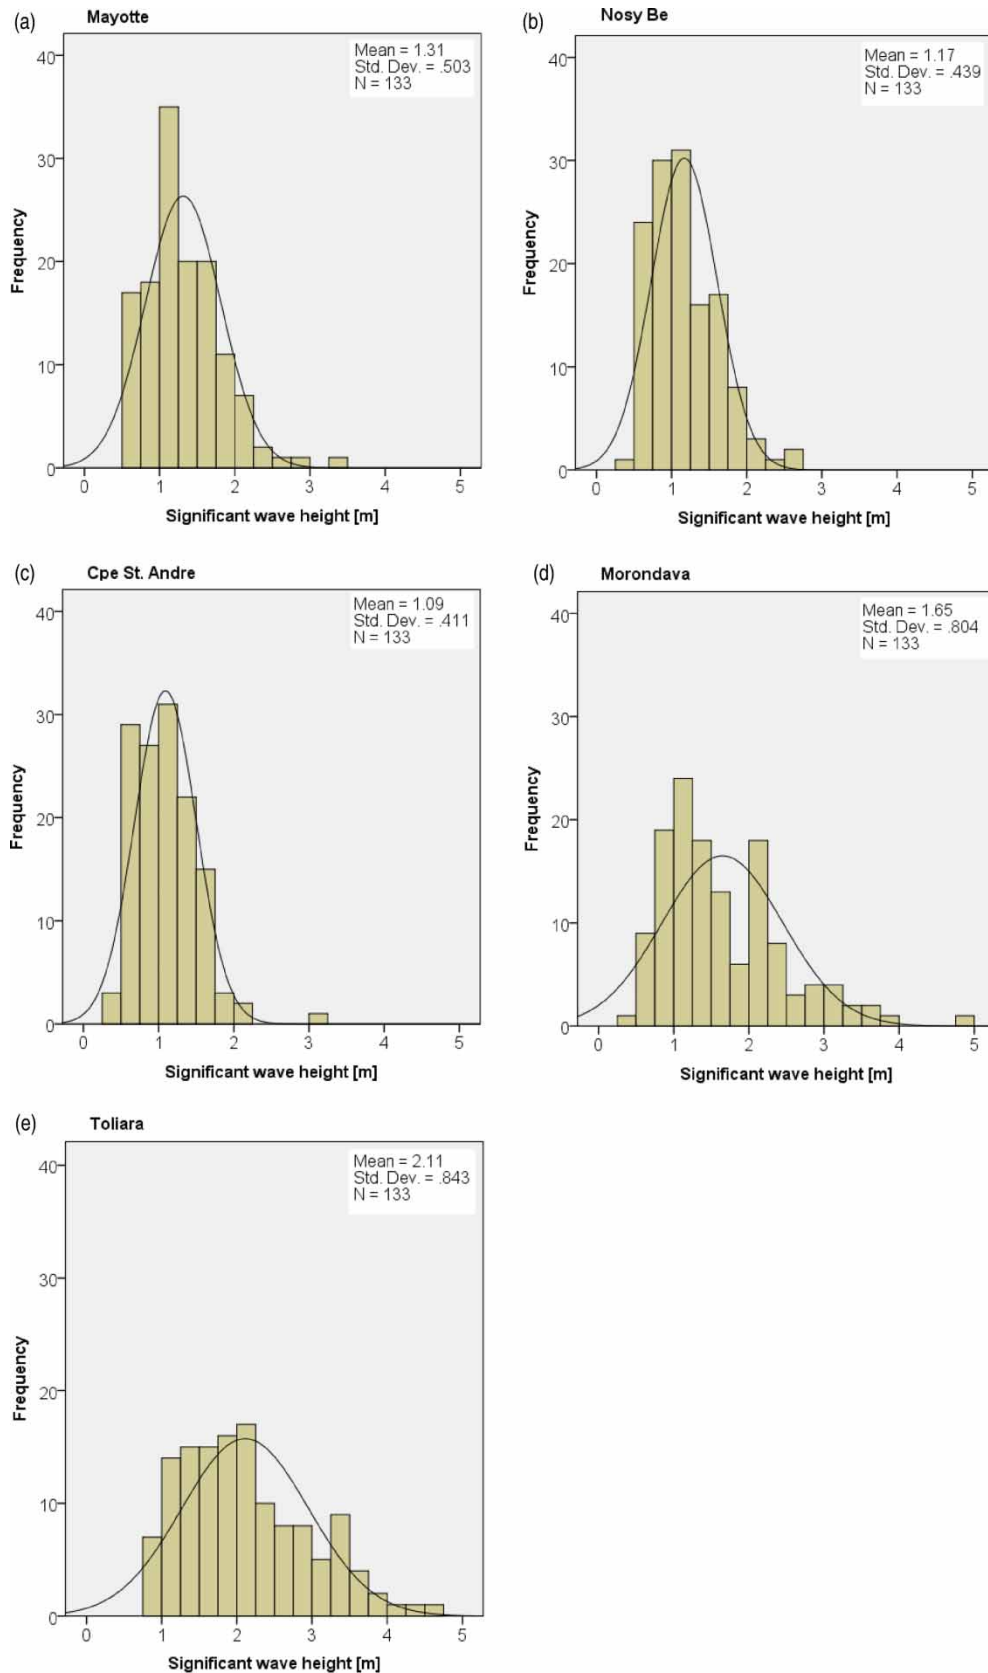 (a) Mayotte
Mean = 1.31
Std. Dev. = .503
N = 133
40
30
20
10
0
Frequency
0 1 2 3 4 5
Significant wave height [m]
(b) Nosy Be
Mean = 1.17
Std. Dev. = .439
N = 133
40
30
20
10
0
Frequency
0 1 2 3 4 5
Significant wave height [m]
(c) Cpe St. Andre
Mean = 1.09
Std. Dev. = .411
N = 133
40
30
20
10
0
Frequency
0 1 2 3 4 5
Significant wave height [m]
(d) Morondava
Mean = 1.65
Std. Dev. = .804
N = 133
40
30
20
10
0
Frequency
0 1 2 3 4 5
Significant wave height [m]
(e) Toliara
Mean = 2.11
Std. Dev. = .843
N = 133
40
30
20
10
0
Frequency
0 1 2 3 4 5
Significant wave height [m]